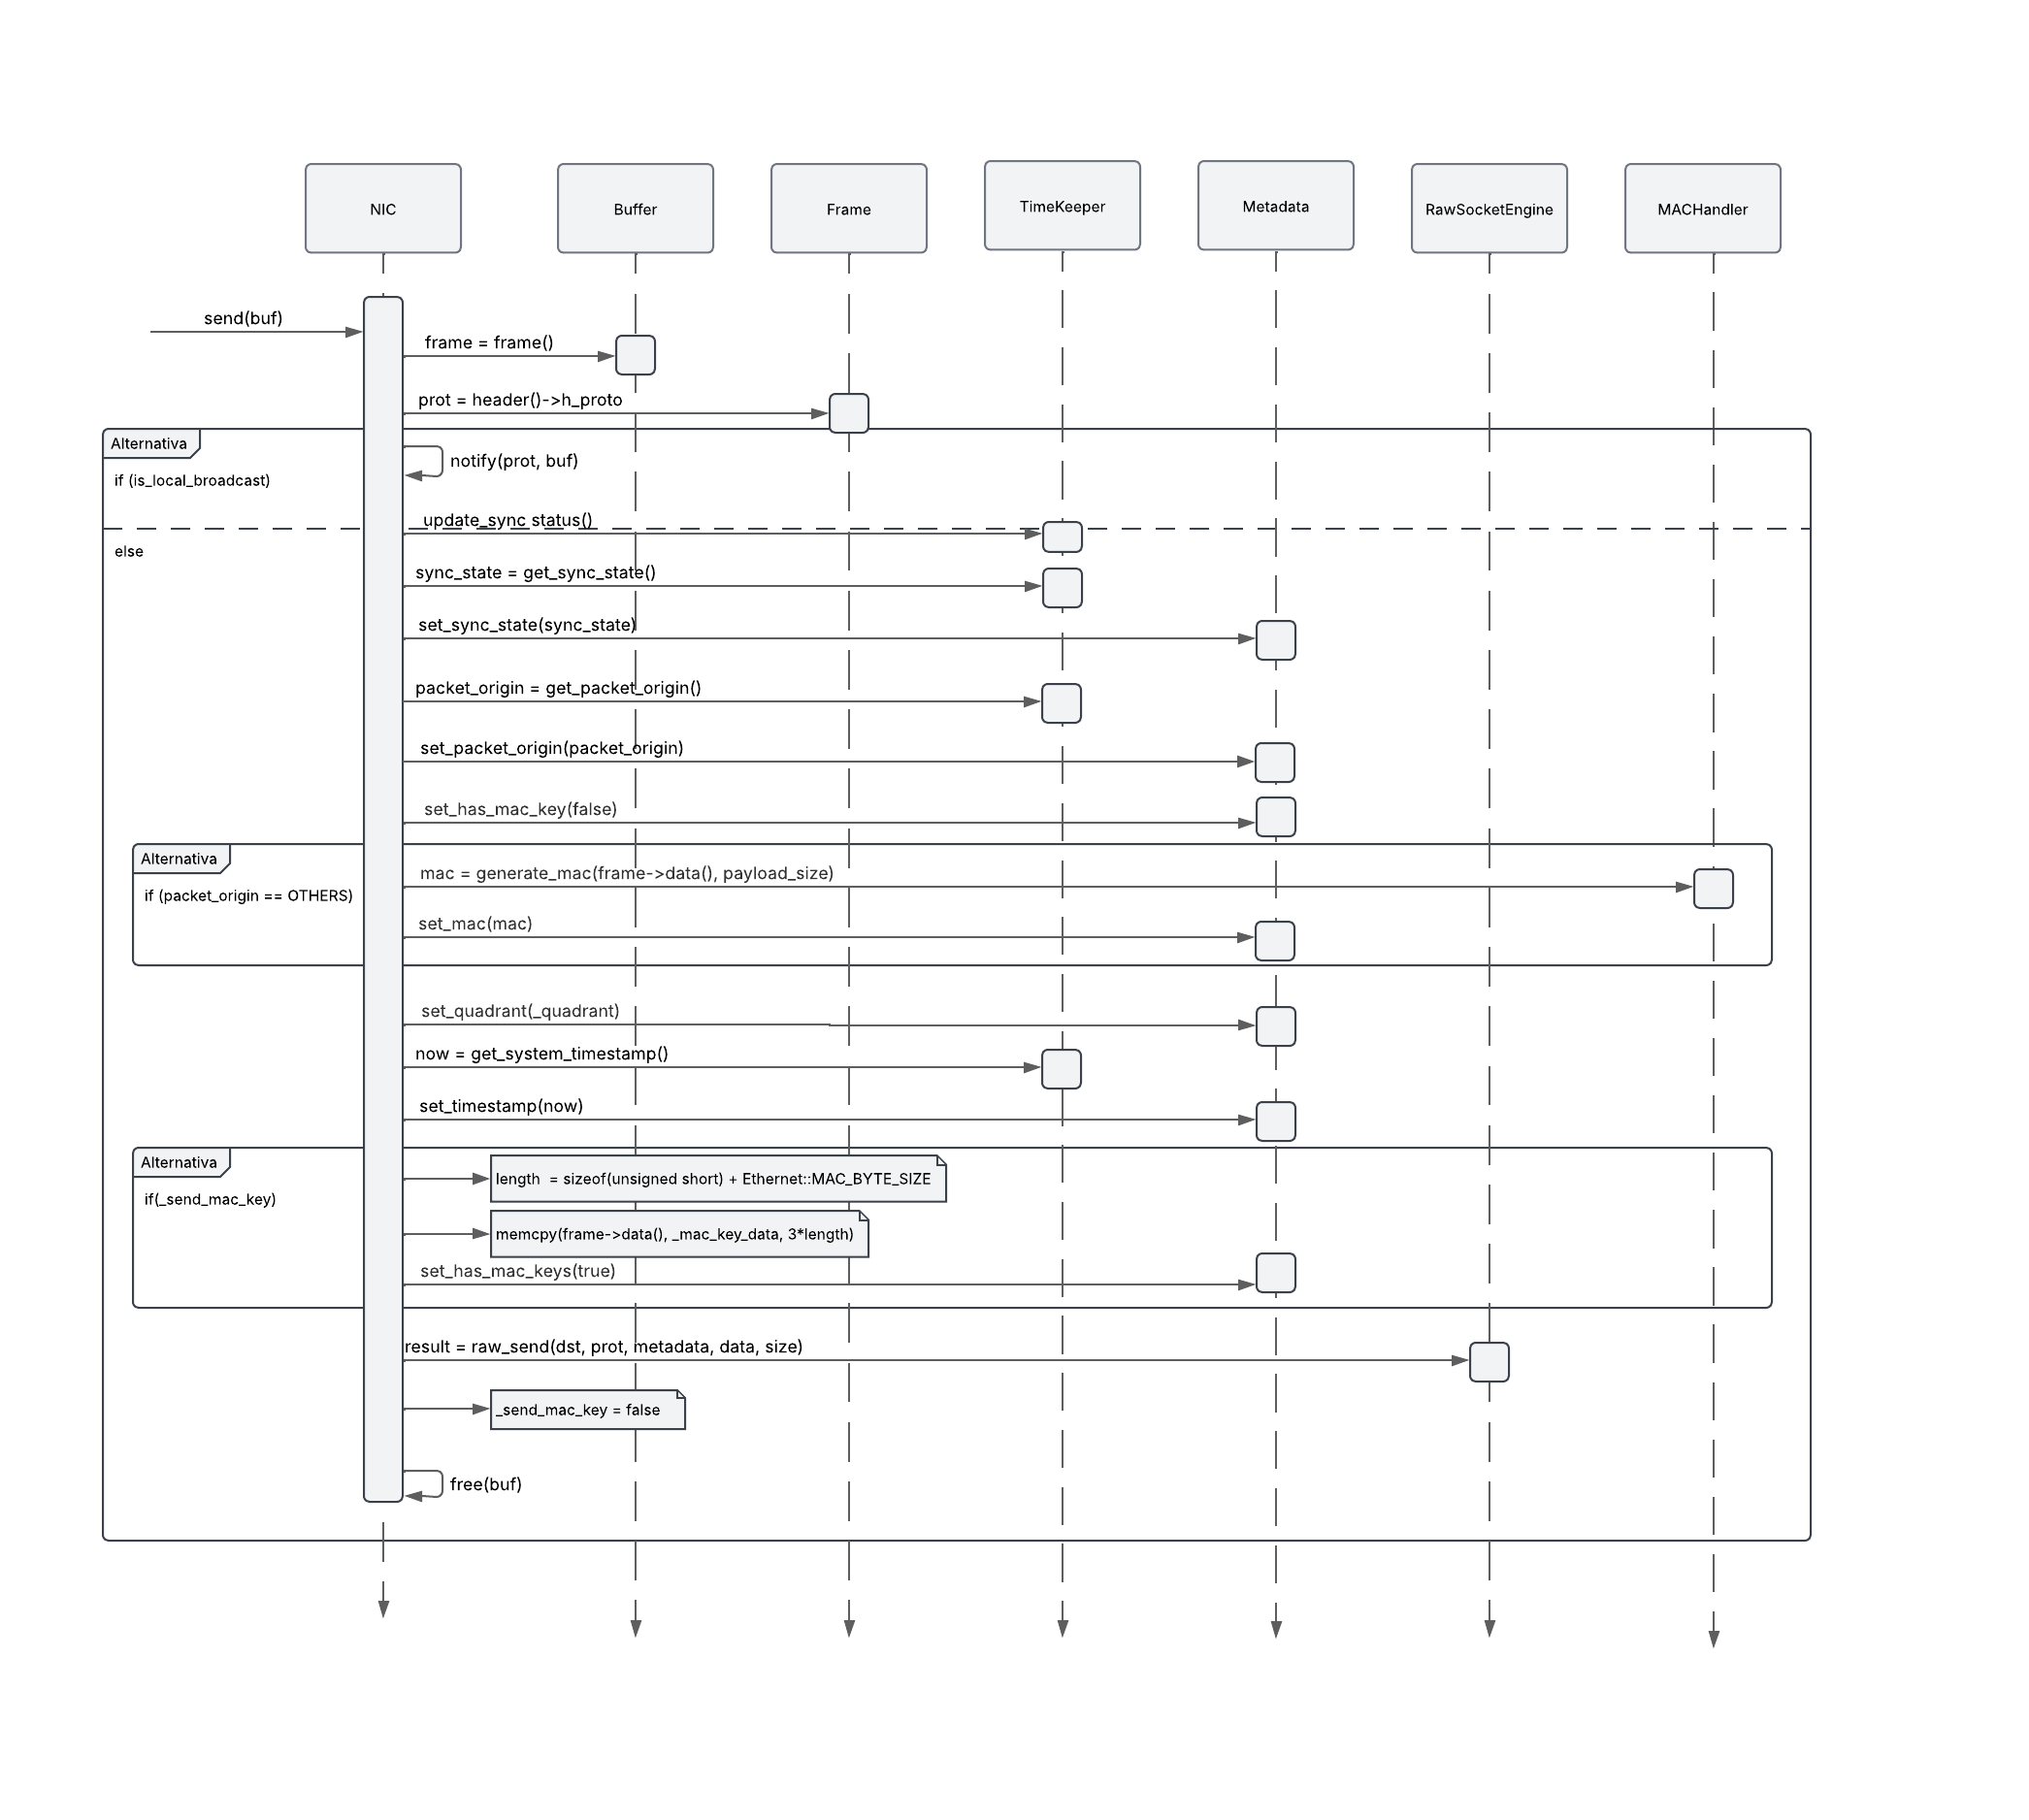 NIC
Buffer
Frame
TimeKeeper
Metadata
RawSocketEngine
MACHandler
send(buf)
frame = frame()
prot = header()->h_proto
Alternativa
notify(prot, buf)
if (is_local_broadcast)
update_sync_status()
else
sync_state = get_sync_state()
set_sync_state(sync_state)
packet_origin = get_packet_origin()
set_packet_origin(packet_origin)
set_has_mac_key(false)
Alternativa
mac = generate_mac(frame->data(), payload_size)
if (packet_origin == OTHERS)
set_mac(mac)
set_quadrant(_quadrant)
now = get_system_timestamp()
set_timestamp(now)
Alternativa
length  = sizeof(unsigned short) + Ethernet::MAC_BYTE_SIZE
if(_send_mac_key)
memcpy(frame->data(), _mac_key_data, 3*length)
set_has_mac_keys(true)
result = raw_send(dst, prot, metadata, data, size)
_send_mac_key = false
free(buf)